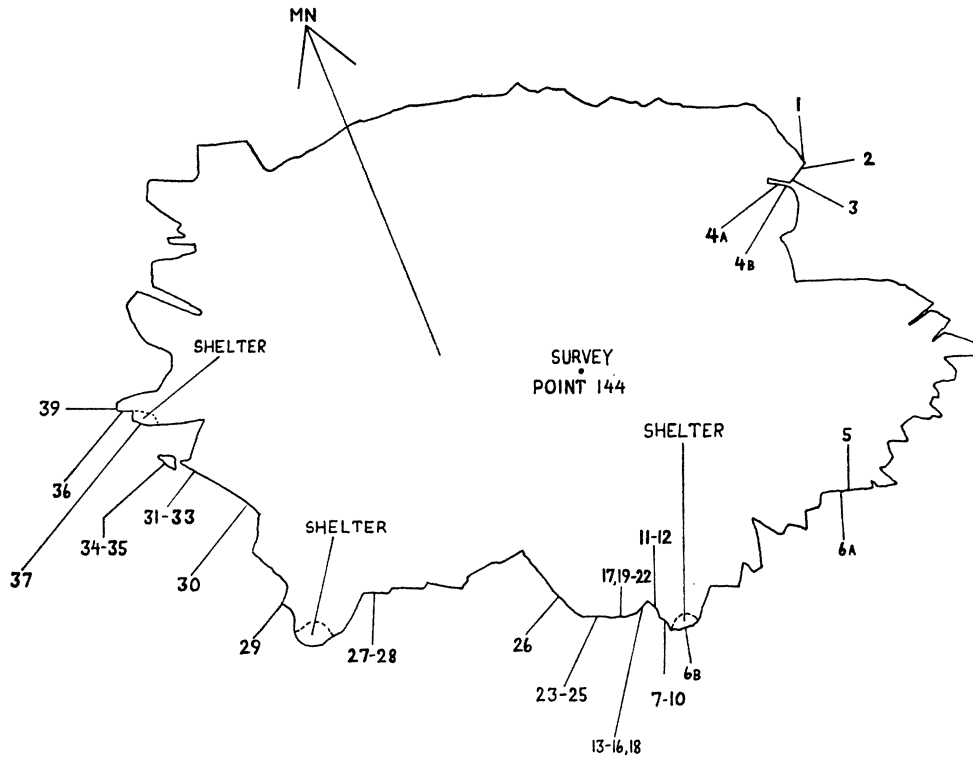 MN
1
2
3
4A
4B
SHELTER
SURVEY
POINT 144
39
SHELTER
5
36
31-33
11-12
34-35
SHELTER
6A
37
30
17,19-22
29
27-28
26
6B
23-25
7-10
13-16,18